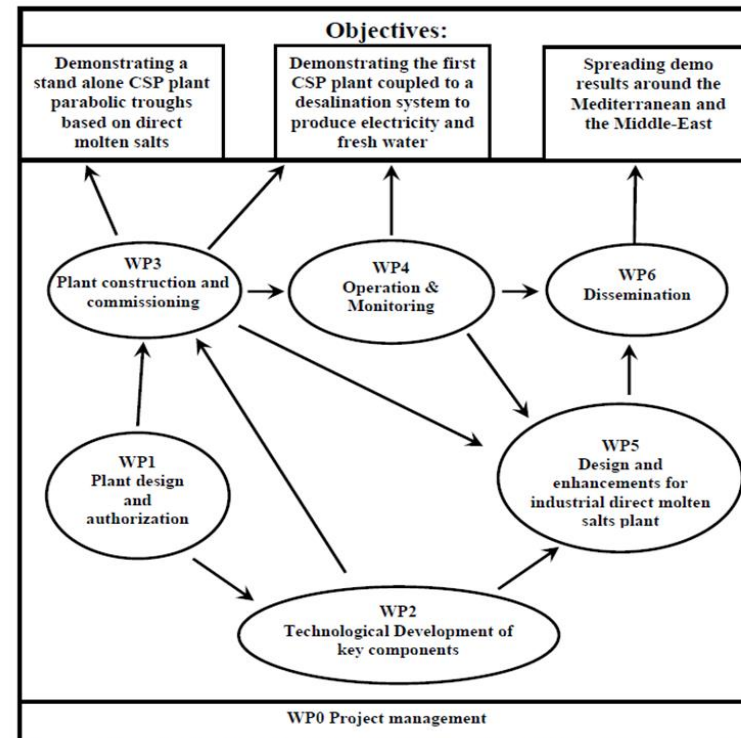 Objectives:
Demonstrating a
stand alone CSP plant
parabolic troughs
based on direct
molten salts
Demonstrating the first
CSP plant coupled to a
desalination system to
produce electricity and
fresh water
Spreading demo
results around the
Mediterranean and
the Middle-East
WP3
Plant construction and
commissioning
WP4
Operation &
Monitoring
WP6
Dissemination
WP1
Plant design
and
authorization
WP5
Design and
enhancements for
industrial direct molten
salts plant
WP2
Technological Development of
key components
WP0 Project management